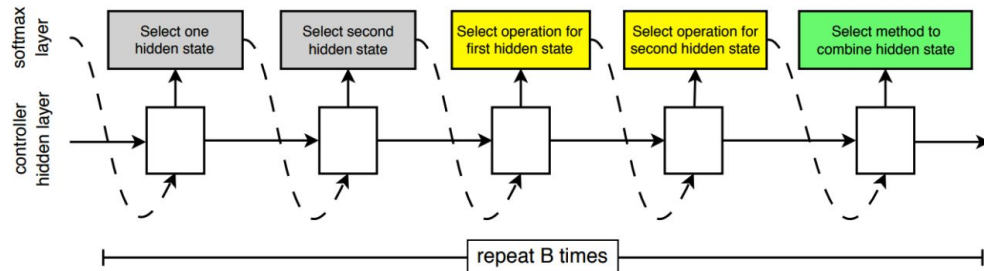 softmax
layer
Select one
hidden state
Select second
hidden state
Select operation for
first hidden state
Select operation for
second hidden state
Select method to
combine hidden state
controller
hidden layer
repeat B times